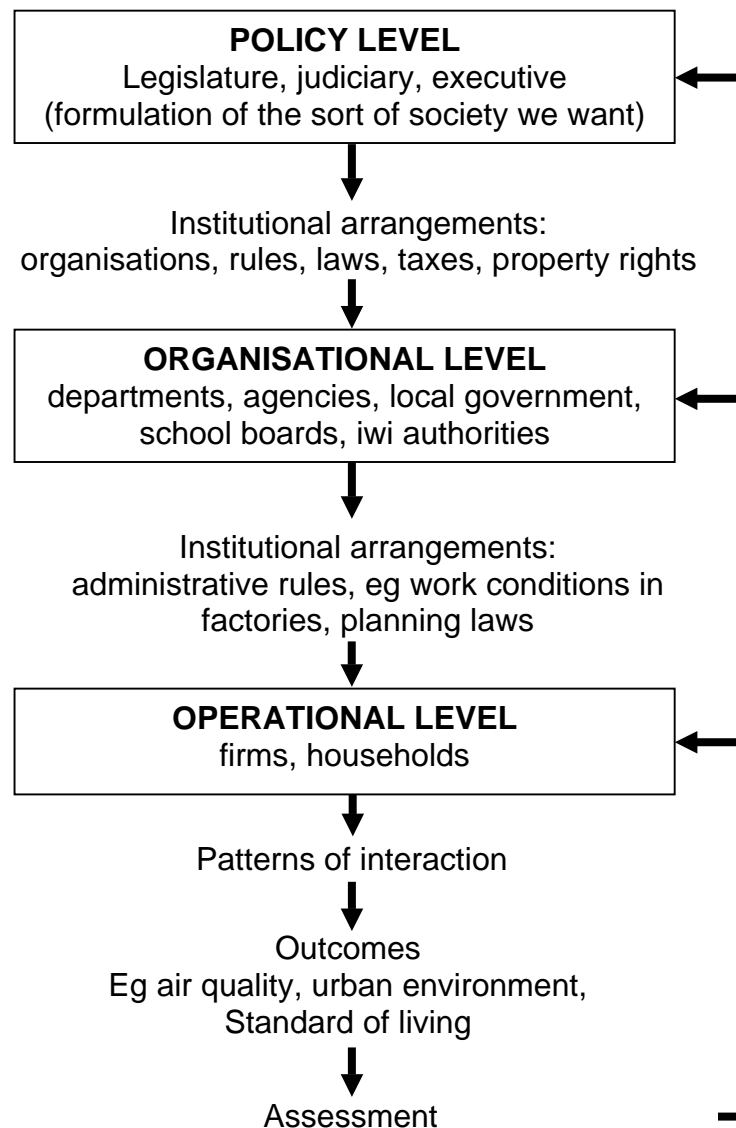 POLICY LEVEL
Legislature, judiciary, executive
(formulation of the sort of society we want)
Institutional arrangements:
organisations, rules, laws, taxes, property rights
ORGANISATIONAL LEVEL
departments, agencies, local government,
school boards, iwi authorities
Institutional arrangements:
administrative rules, eg work conditions in
factories, planning laws
OPERATIONAL LEVEL
firms, households
Patterns of interaction
Outcomes
Eg air quality, urban environment,
Standard of living
Assessment